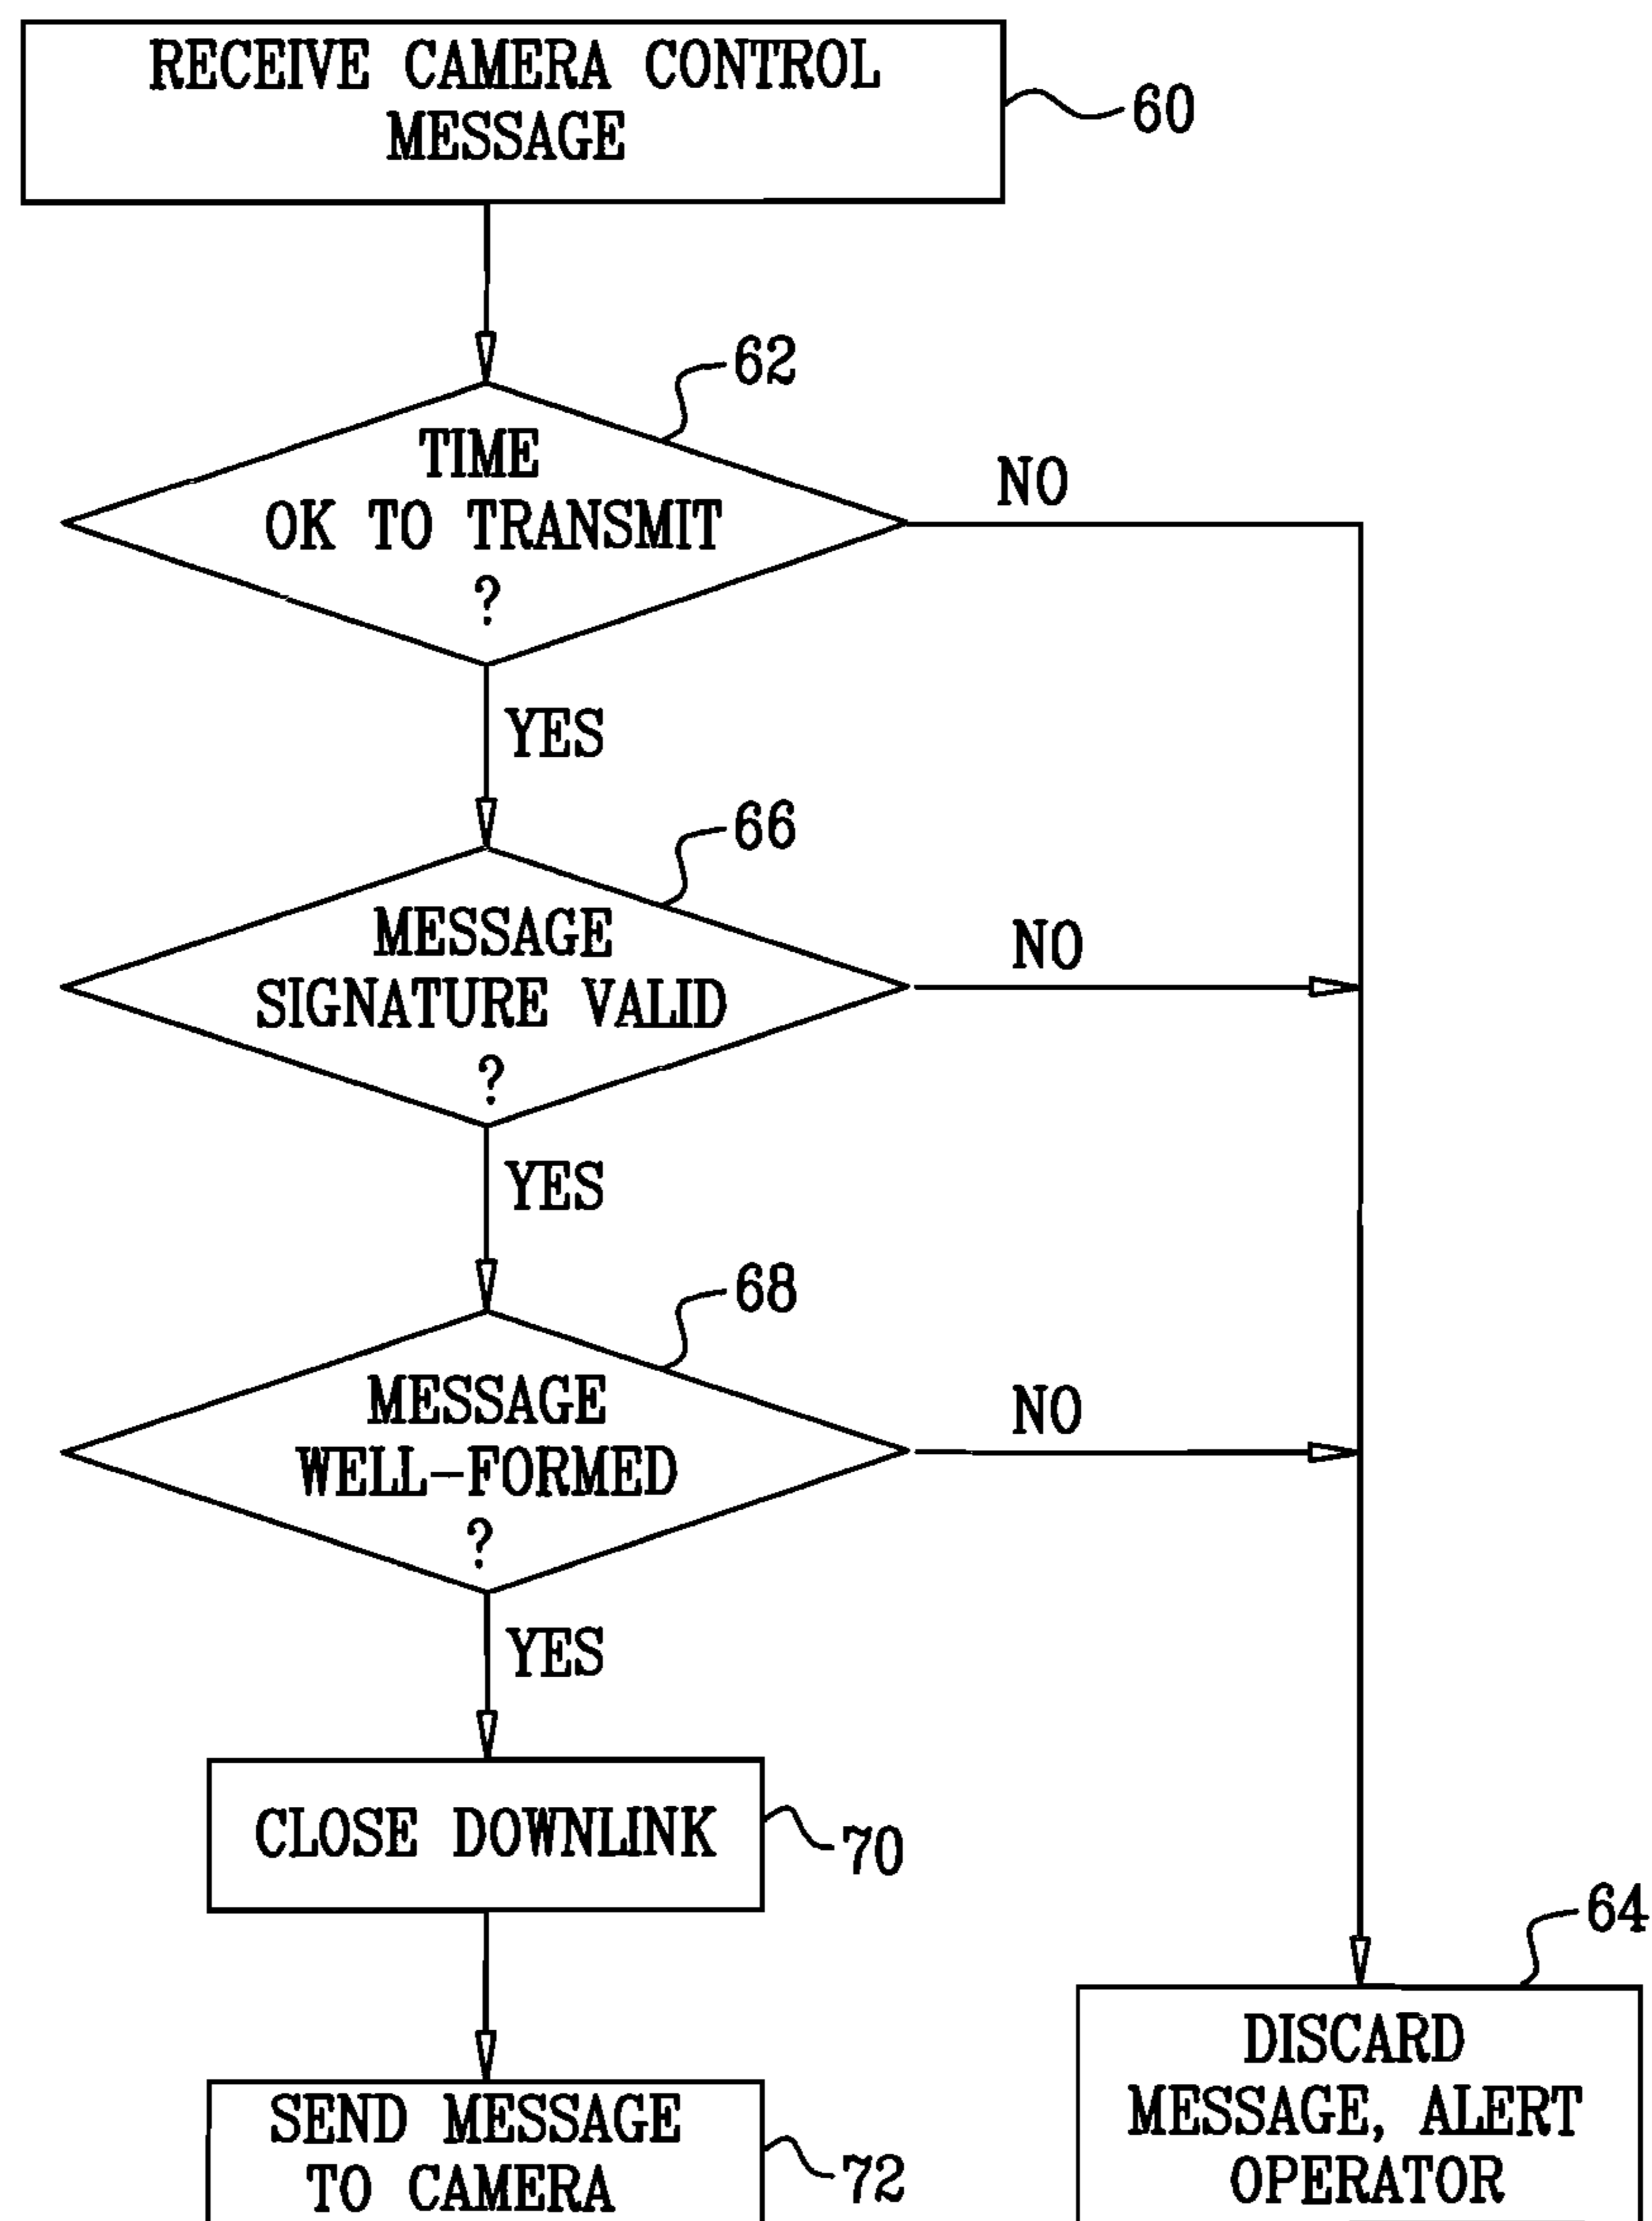 RECEIVE CAMERA CONTROL
MESSAGE
60
62
TIME
OK TO TRANSMIT
?
NO
YES
66
MESSAGE
SIGNATURE VALID
?
NO
YES
68
MESSAGE
WELL-FORMED
?
NO
YES
CLOSE DOWNLINK
70
64
DISCARD
MESSAGE, ALERT
OPERATOR
SEND MESSAGE
TO CAMERA
72